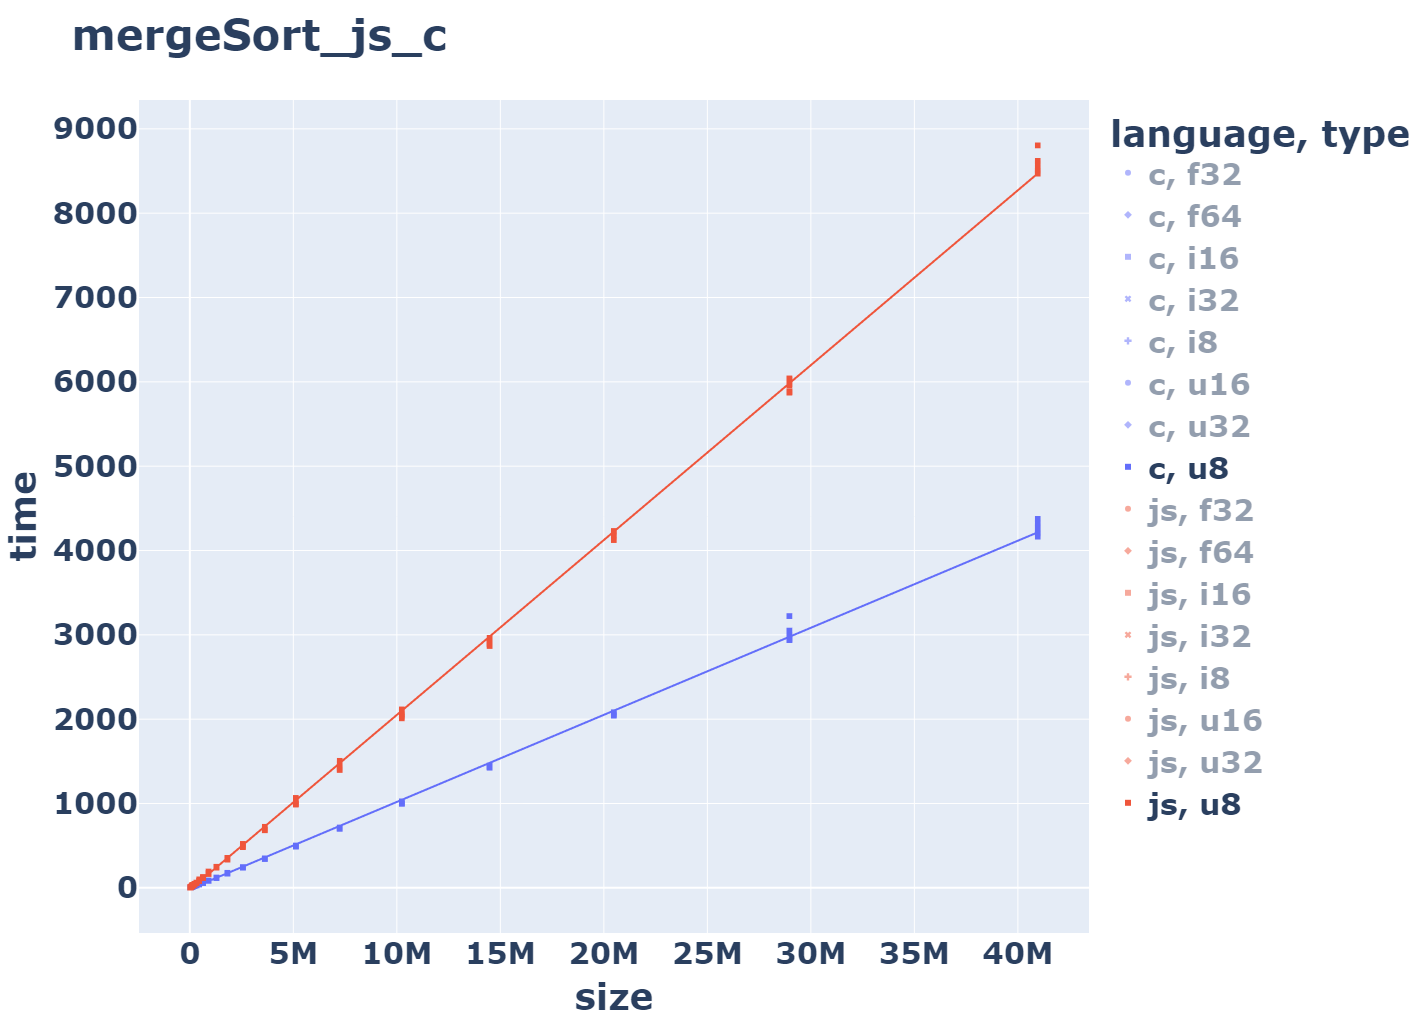 mergeSort_js_c
9000
8000
7000
6000
5000
4000
3000
2000
1000
0
time
0 5M 10M 15M 20M 25M 30M 35M 40M
size
language, type
c, f32
c, f64
c, i16
c, i32
c, i8
c, u16
c, u32
c, u8
js, f32
js, f64
js, i16
js, i32
js, i8
js, u16
js, u32
js, u8